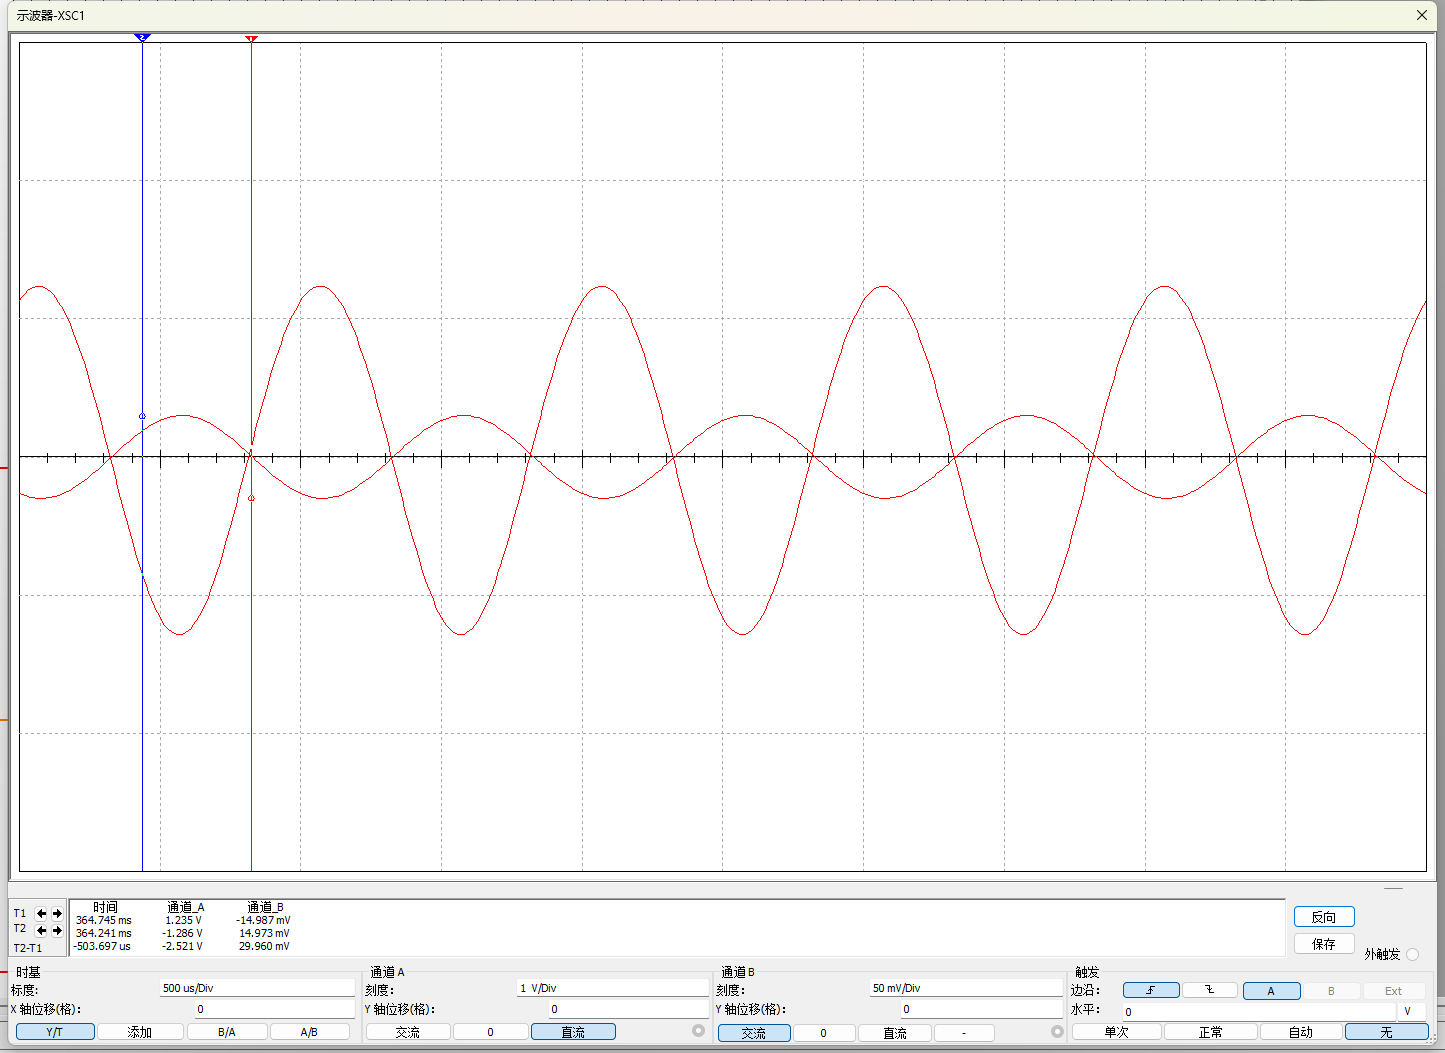 示波器-XSC1
2 1
时间 通道_A 通道_B
T1 364.745 ms 1.235 V -14.987 mV
T2 364.241 ms -1.286 V 14.973 mV
T2-T1 -503.697 us -2.521 V 29.960 mV
反向
保存
外触发
时基 通道 A 通道 B 触发
标度: 500 us/Div 刻度: 1 V/Div 刻度: 50 mV/Div 边沿: A B Ext
X 轴位移(格): 0 Y 轴位移(格): 0 Y 轴位移(格): 0 水平: 0 V
Y/T 添加 B/A A/B 交流 0 直流 交流 0 直流 - 单次 正常 自动 无